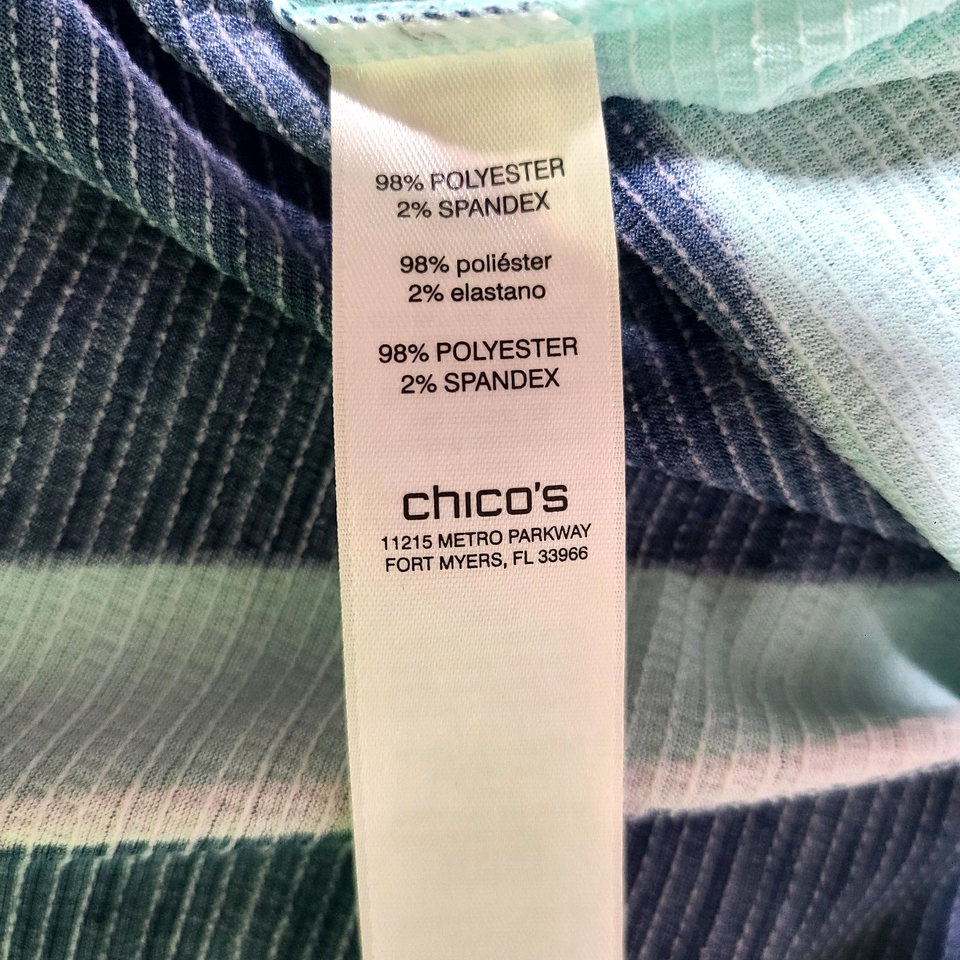 98% POLYESTER
2% SPANDEX
98% poliéster
2% elastano
98% POLYESTER
2% SPANDEX
chico's
11215 METRO PARKWAY
FORT MYERS, FL 33966